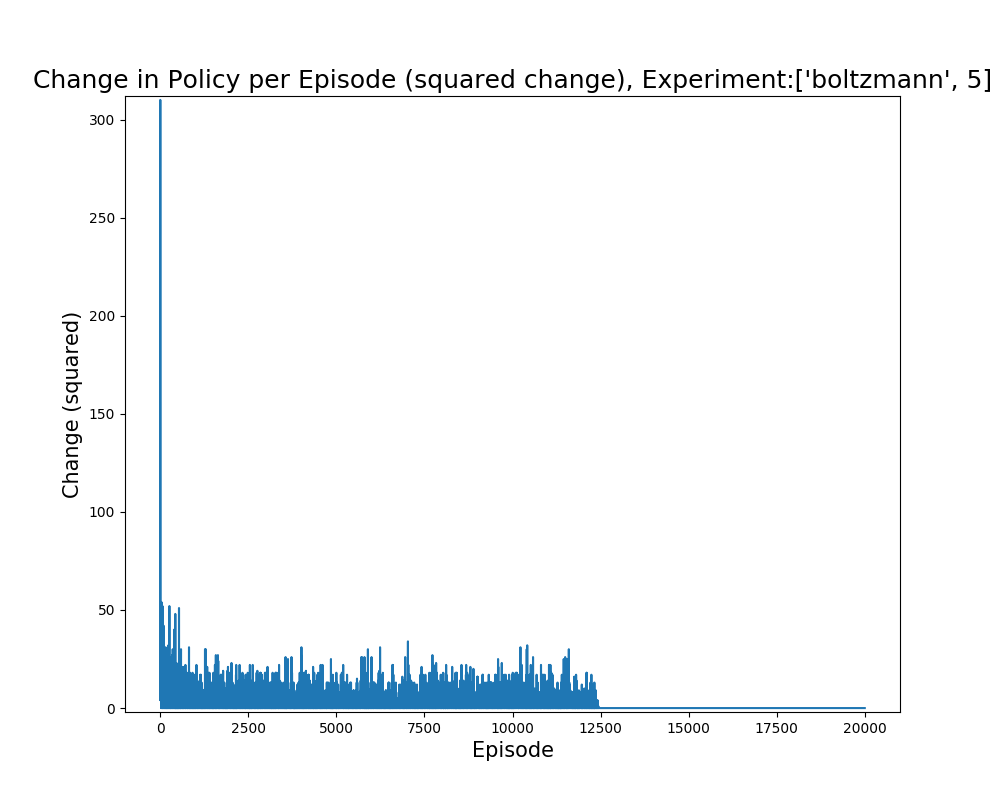 Change in Policy per Episode (squared change), Experiment:['boltzmann', 5]
300
250
200
150
100
50
0
Change (squared)
0 2500 5000 7500 10000 12500 15000 17500 20000
Episode